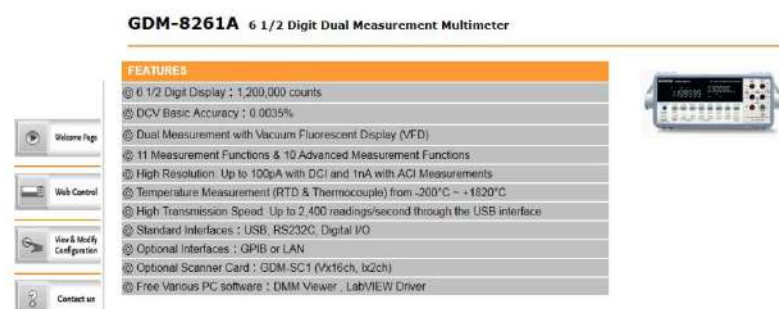 GDM-8261A 6 1/2 Digit Dual Measurement Multimeter
FEATURES
◎ 6 1/2 Digit Display : 1,200,000 counts
◎ DCV Basic Accuracy : 0.0035%
◎ Dual Measurement with Vacuum Fluorescent Display (VFD)
◎ 11 Measurement Functions & 10 Advanced Measurement Functions
◎ High Resolution: Up to 100pA with DCI and 1nA with ACI Measurements
◎ Temperature Measurement (RTD & Thermocouple) from -200°C ~ +1820°C
◎ High Transmission Speed: Up to 2,400 readings/second through the USB interface
◎ Standard Interfaces : USB, RS232C, Digital I/O
◎ Optional Interfaces : GPIB or LAN
◎ Optional Scanner Card : GDM-SC1 (Vx16ch, Ix2ch)
◎ Free Various PC software : DMM Viewer , LabVIEW Driver
Welcome Page
Web Control
View & Modify
Configuration
Contact us